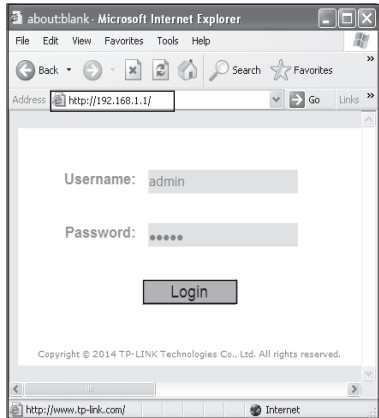 about:blank - Microsoft Internet Explorer
File Edit View Favorites Tools Help
Back Search Favorites »
Address http://192.168.1.1/ Go Links »
Username: admin
Password: •••••
Login
Copyright © 2014 TP-LINK Technologies Co., Ltd. All rights reserved.
http://www.tp-link.com/ Internet